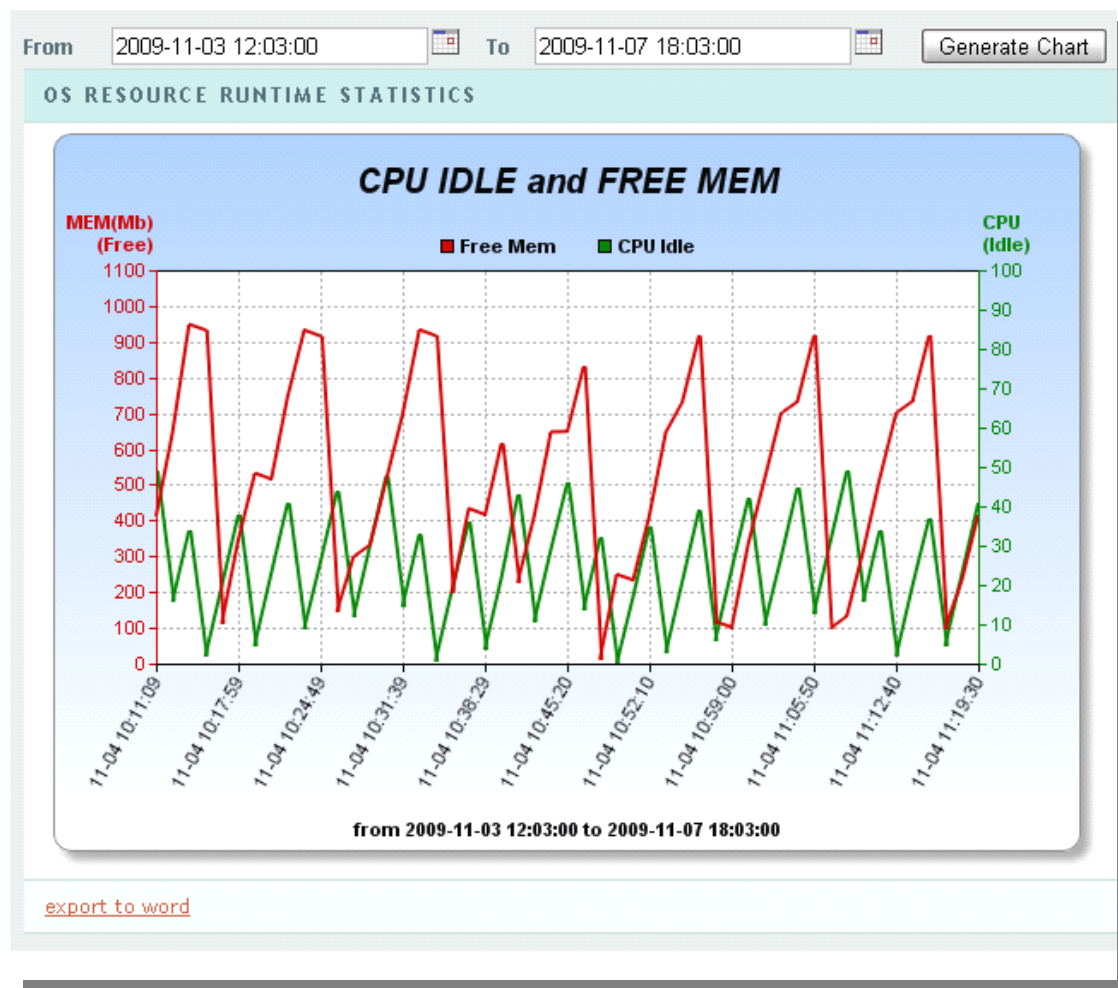 From 2009-11-03 12:03:00 To 2009-11-07 18:03:00 Generate Chart
OS RESOURCE RUNTIME STATISTICS
CPU IDLE and FREE MEM
MEM(Mb) CPU
(Free) Free Mem CPU Idle (Idle)
1100 100
1000 90
900 80
800 70
700 60
600 50
500 40
400 30
300 20
200 10
100 0
0
11-04 10:11:09 11-04 10:17:59 11-04 10:24:49 11-04 10:31:39 11-04 10:38:29 11-04 10:45:20 11-04 10:52:10 11-04 10:59:00 11-04 11:05:50 11-04 11:12:40 11-04 11:19:30
from 2009-11-03 12:03:00 to 2009-11-07 18:03:00
export to word